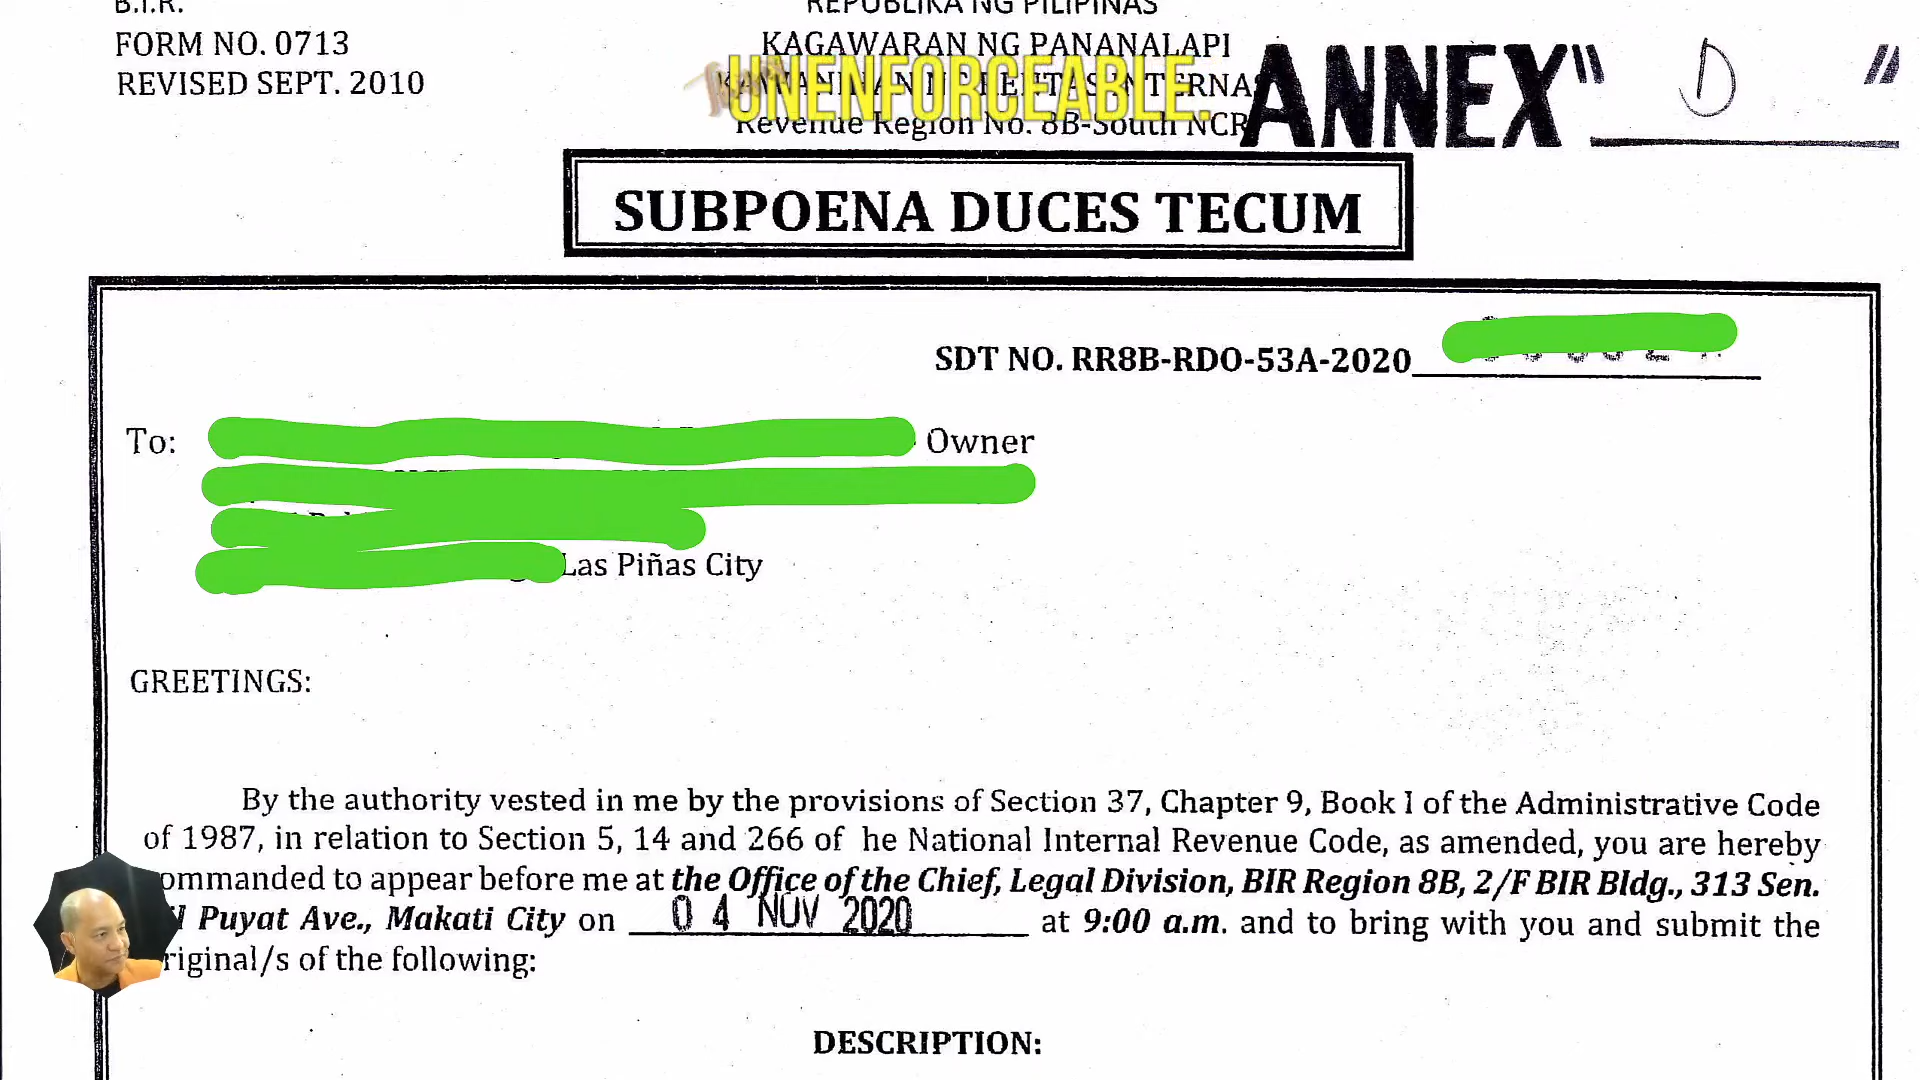 B.I.R.
FORM NO. 0713
REVISED SEPT. 2010
REPUBLIKA NG PILIPINAS
KAGAWARAN NG PANANALAPI
UNENFORCEABLE.
Revenue Region No. 8B-South NCR
ANNEX " D "
SUBPOENA DUCES TECUM
SDT NO. RR8B-RDO-53A-2020
To: Owner
Las Piñas City
GREETINGS:
By the authority vested in me by the provisions of Section 37, Chapter 9, Book I of the Administrative Code
of 1987, in relation to Section 5, 14 and 266 of he National Internal Revenue Code, as amended, you are hereby
ommanded to appear before me at the Office of the Chief, Legal Division, BIR Region 8B, 2/F BIR Bldg., 313 Sen.
l Puyat Ave., Makati City on 04 NOV 2020 at 9:00 a.m. and to bring with you and submit the
riginal/s of the following:
DESCRIPTION: